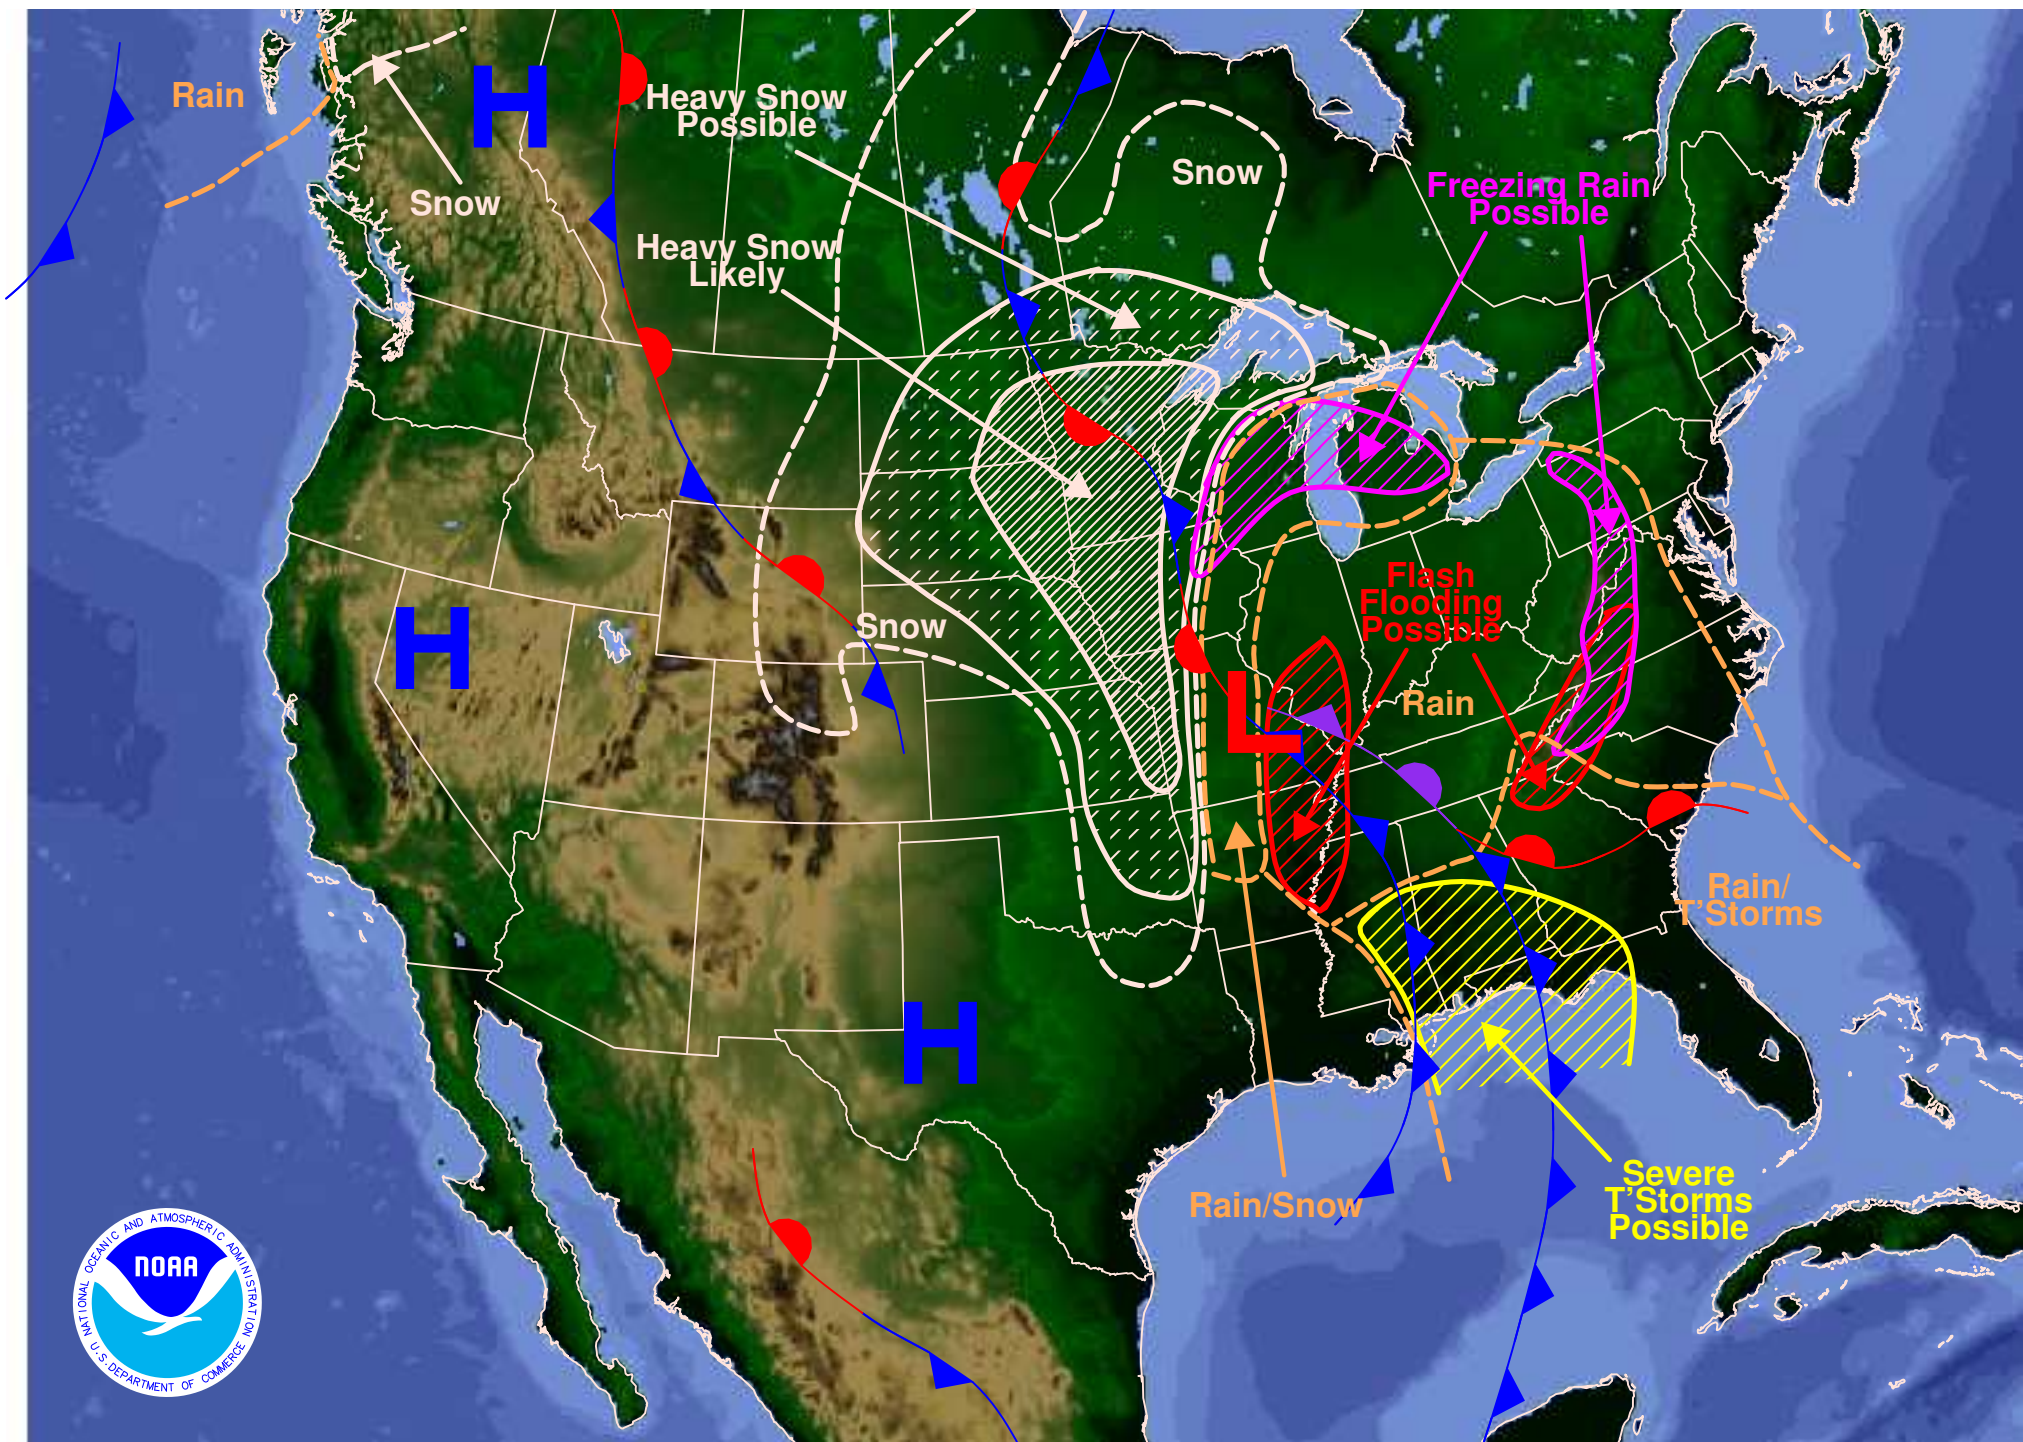 Rain
H
Heavy Snow
Possible
Snow
Snow
Freezing Rain
Possible
Heavy Snow
Likely
Flash
Flooding
Possible
H
Snow
L
Rain
Rain/
T'Storms
H
Severe
T'Storms
Possible
Rain/Snow
NATIONAL OCEANIC AND ATMOSPHERIC ADMINISTRATION
NOAA
U.S. DEPARTMENT OF COMMERCE